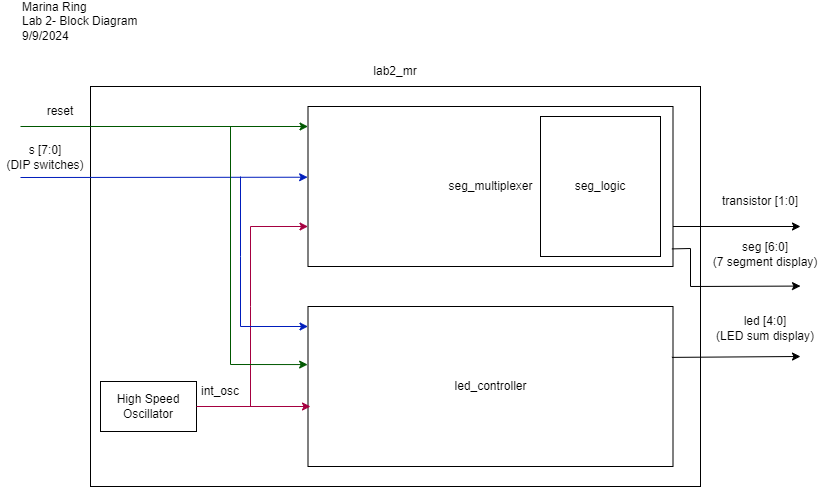 Marina Ring
Lab 2- Block Diagram
9/9/2024
lab2_mr
reset
s [7:0]
(DIP switches)
seg_multiplexer
seg_logic
transistor [1:0]
seg [6:0]
(7 segment display)
led [4:0]
(LED sum display)
led_controller
int_osc
High Speed
Oscillator